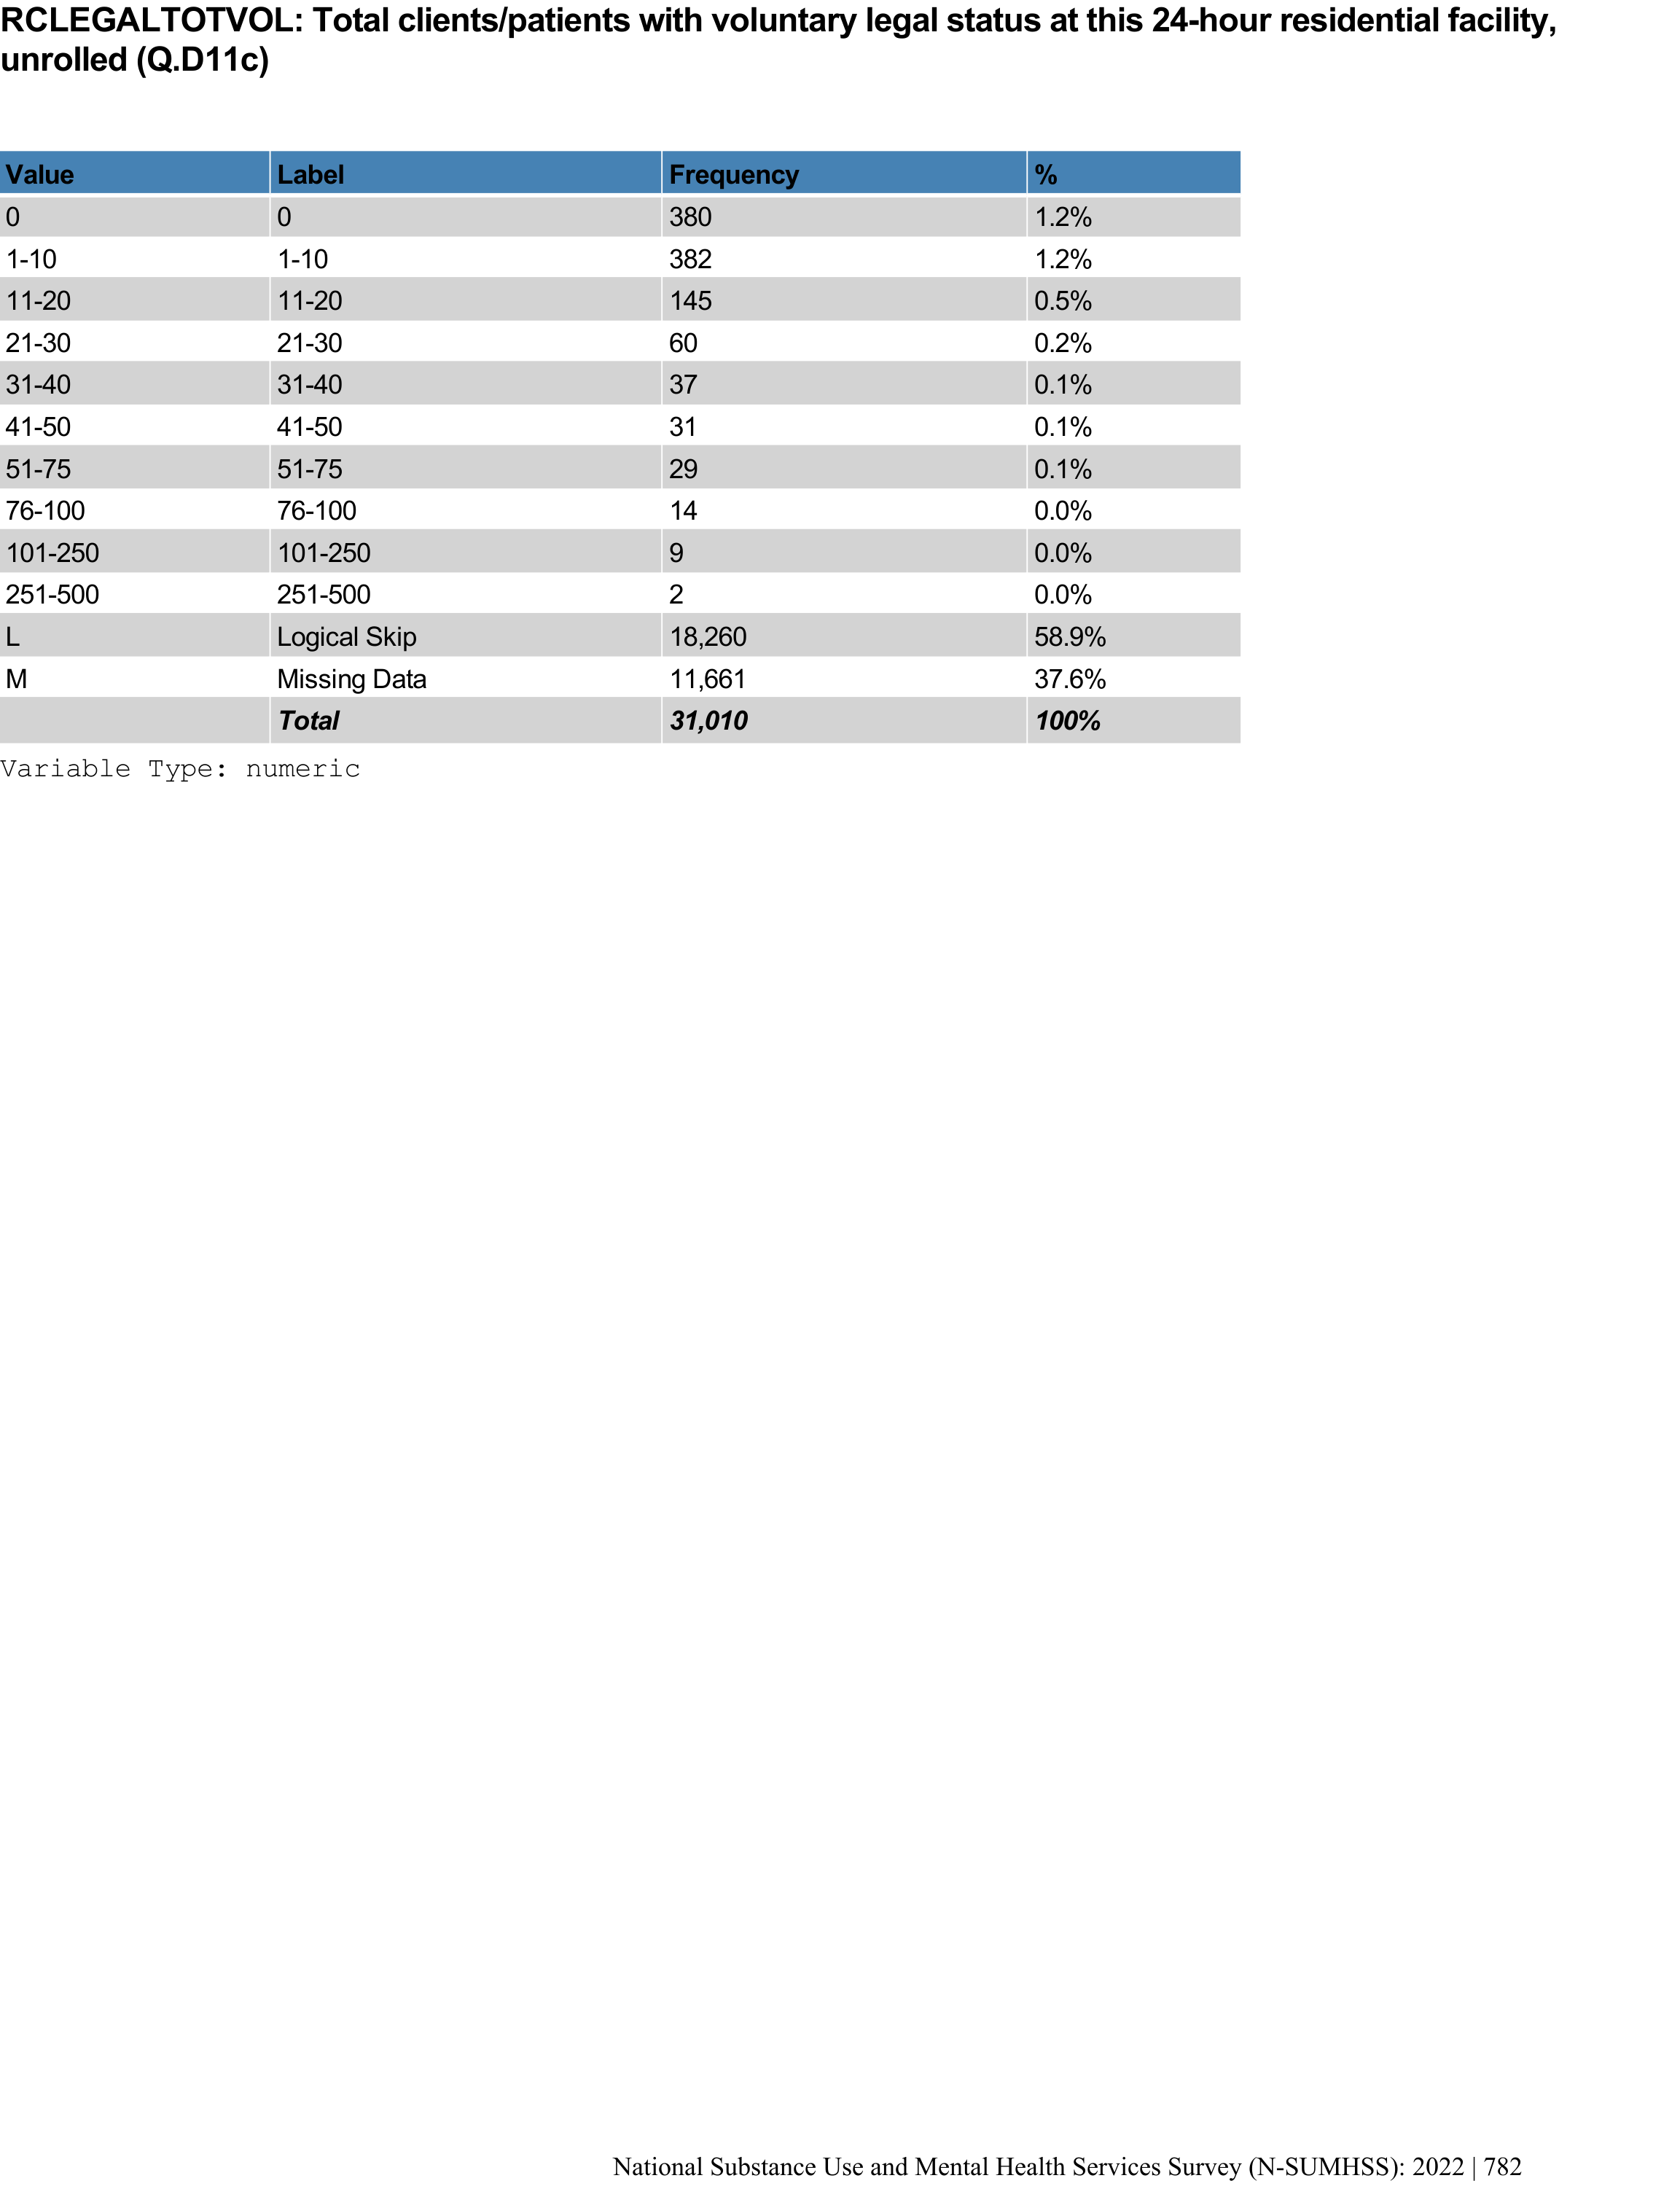 RCLEGALTOTVOL: Total clients/patients with voluntary legal status at this 24-hour residential facility,
unrolled (Q.D11c)
Value Label Frequency %
0 0 380 1.2%
1-10 1-10 382 1.2%
11-20 11-20 145 0.5%
21-30 21-30 60 0.2%
31-40 31-40 37 0.1%
41-50 41-50 31 0.1%
51-75 51-75 29 0.1%
76-100 76-100 14 0.0%
101-250 101-250 9 0.0%
251-500 251-500 2 0.0%
L Logical Skip 18,260 58.9%
M Missing Data 11,661 37.6%
Total 31,010 100%
Variable Type: numeric
National Substance Use and Mental Health Services Survey (N-SUMHSS): 2022 | 782